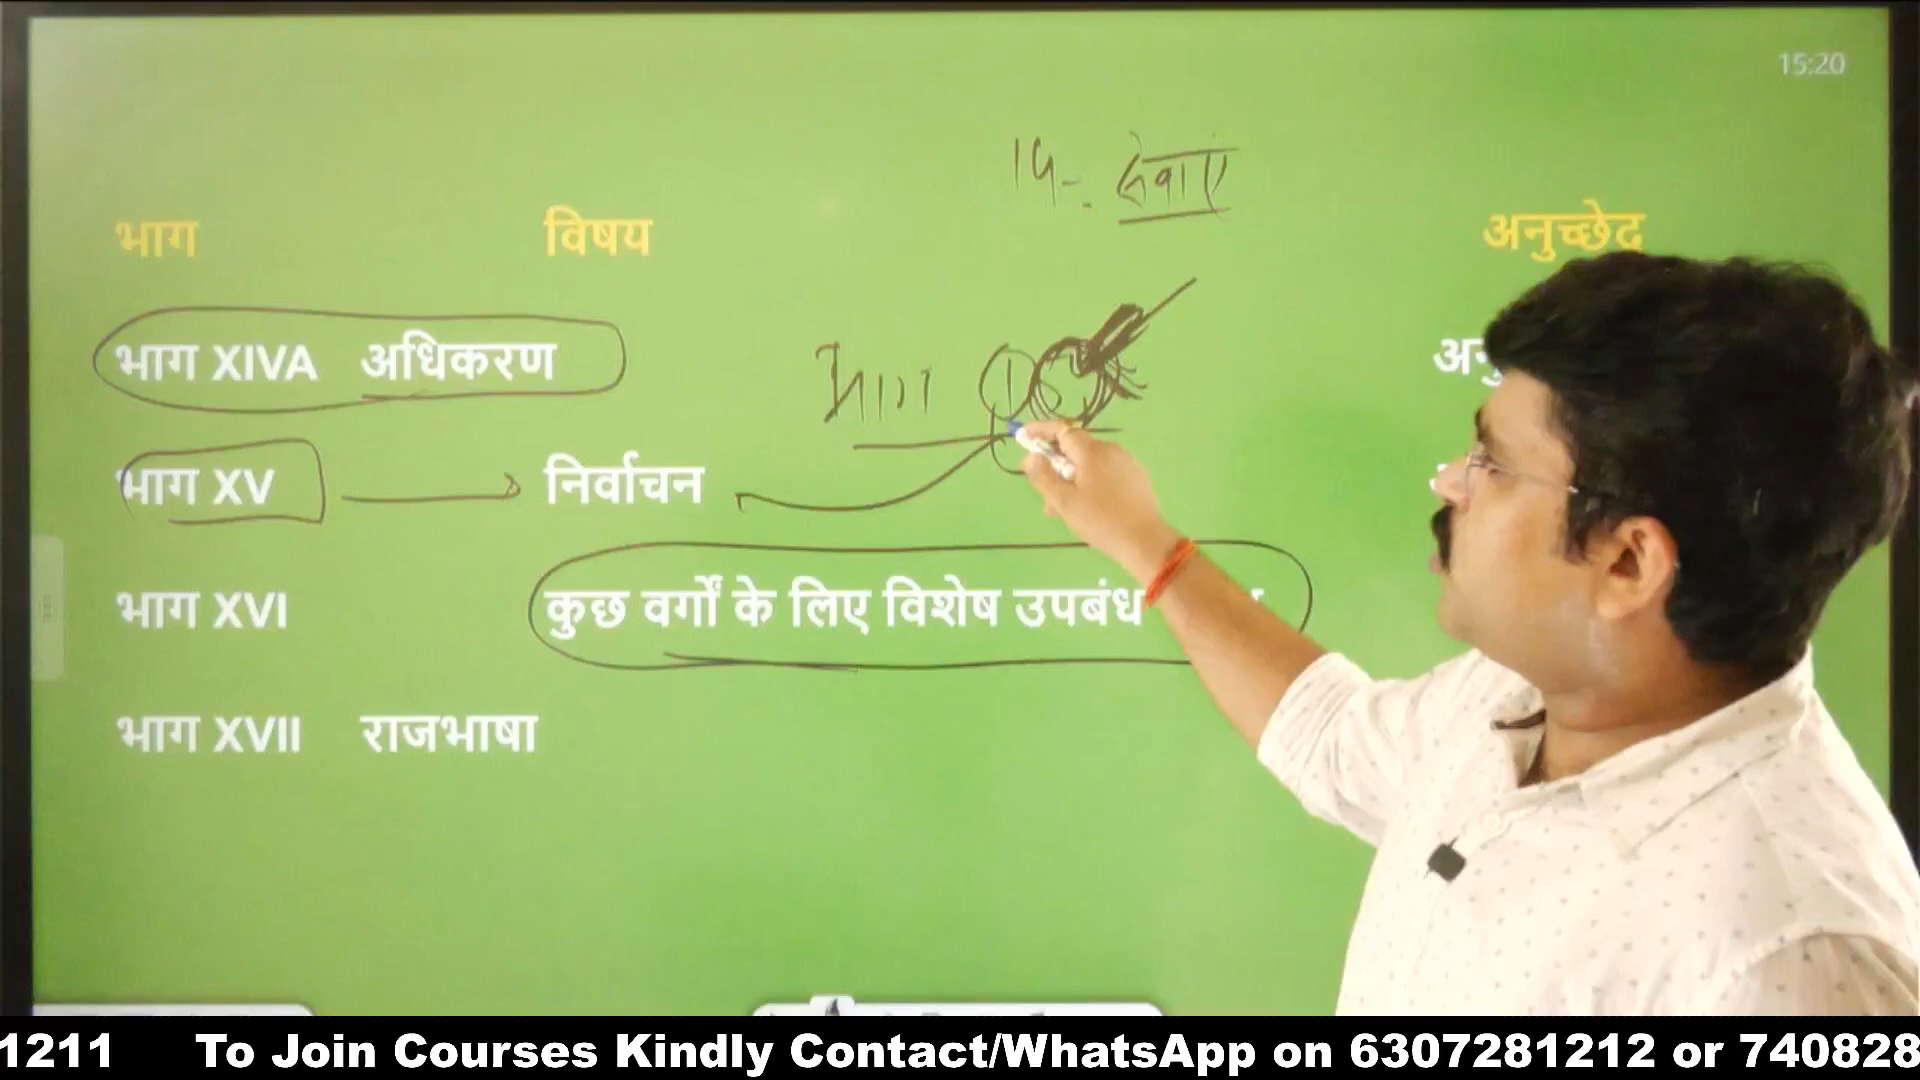 15:20
14-. सेवाएं
भाग विषय अनुच्छेद
भाग XIVA अधिकरण
भाग
भाग XV निर्वाचन
भाग XVI कुछ वर्गों के लिए विशेष उपबंध
भाग XVII राजभाषा
1211 To Join Courses Kindly Contact/WhatsApp on 6307281212 or 740828